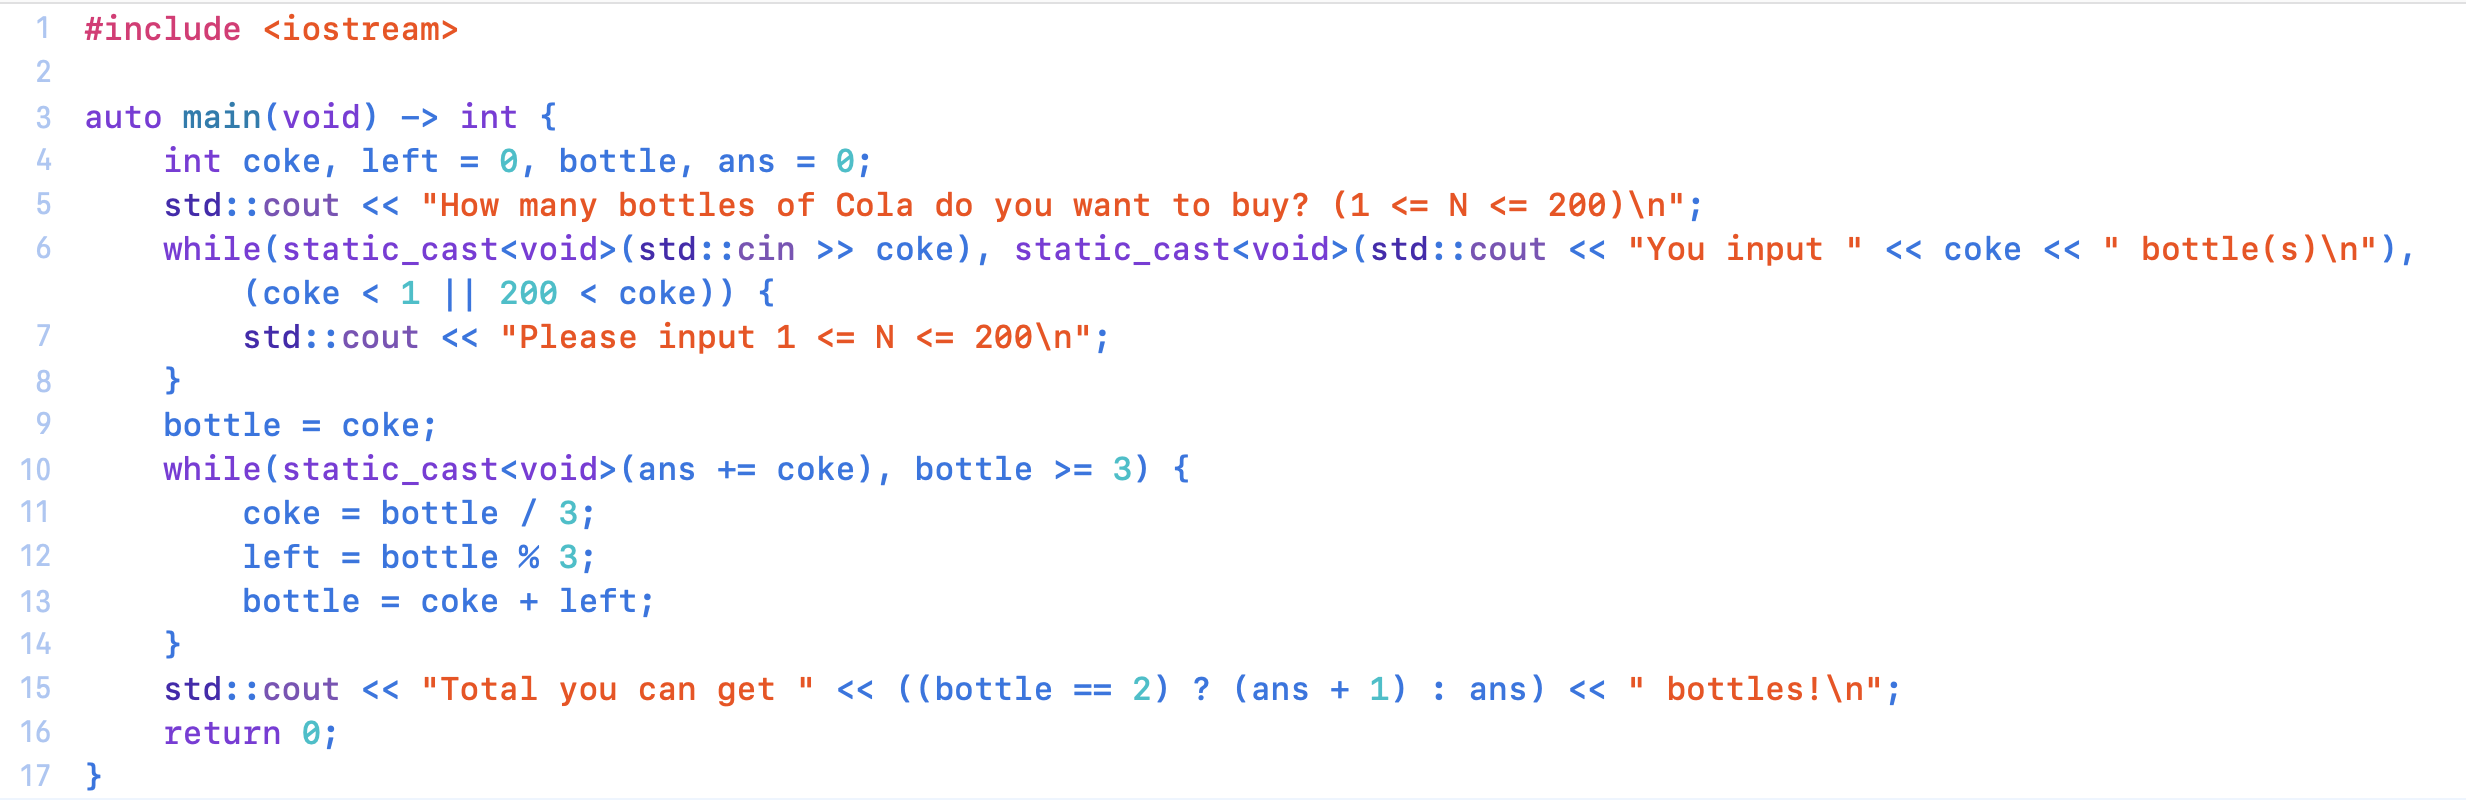 1 #include <iostream>
2
3 auto main(void) -> int {
4     int coke, left = 0, bottle, ans = 0;
5     std::cout << "How many bottles of Cola do you want to buy? (1 <= N <= 200)\n";
6     while(static_cast<void>(std::cin >> coke), static_cast<void>(std::cout << "You input " << coke << " bottle(s)\n"),
        (coke < 1 || 200 < coke)) {
7         std::cout << "Please input 1 <= N <= 200\n";
8     }
9     bottle = coke;
10     while(static_cast<void>(ans += coke), bottle >= 3) {
11         coke = bottle / 3;
12         left = bottle % 3;
13         bottle = coke + left;
14     }
15     std::cout << "Total you can get " << ((bottle == 2) ? (ans + 1) : ans) << " bottles!\n";
16     return 0;
17 }